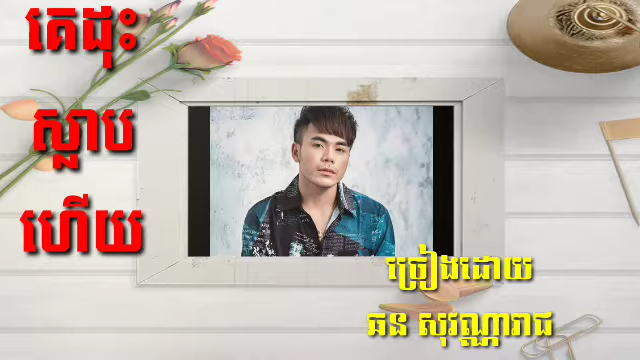 គេដុះ
ស្លាប
ហើយ
ច្រៀងដោយ
ឆន សុវណ្ណារាជ